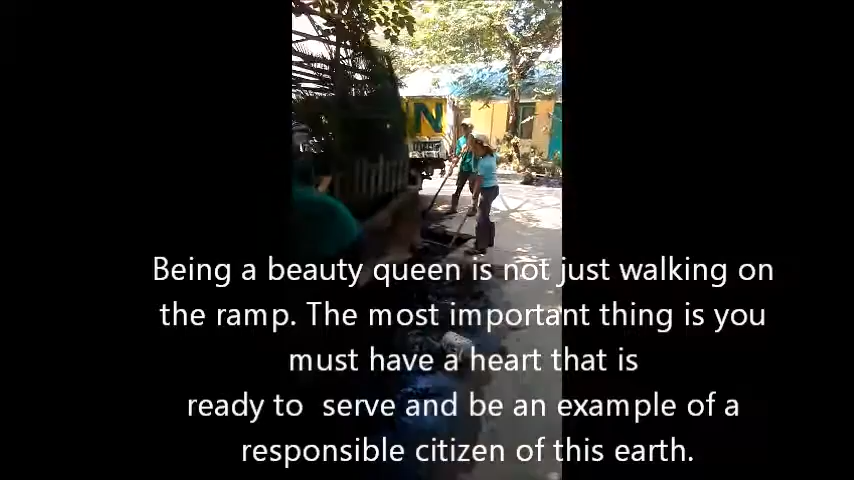 N
Being a beauty queen is not just walking on
the ramp. The most important thing is you
must have a heart that is
ready to  serve and be an example of a
responsible citizen of this earth.